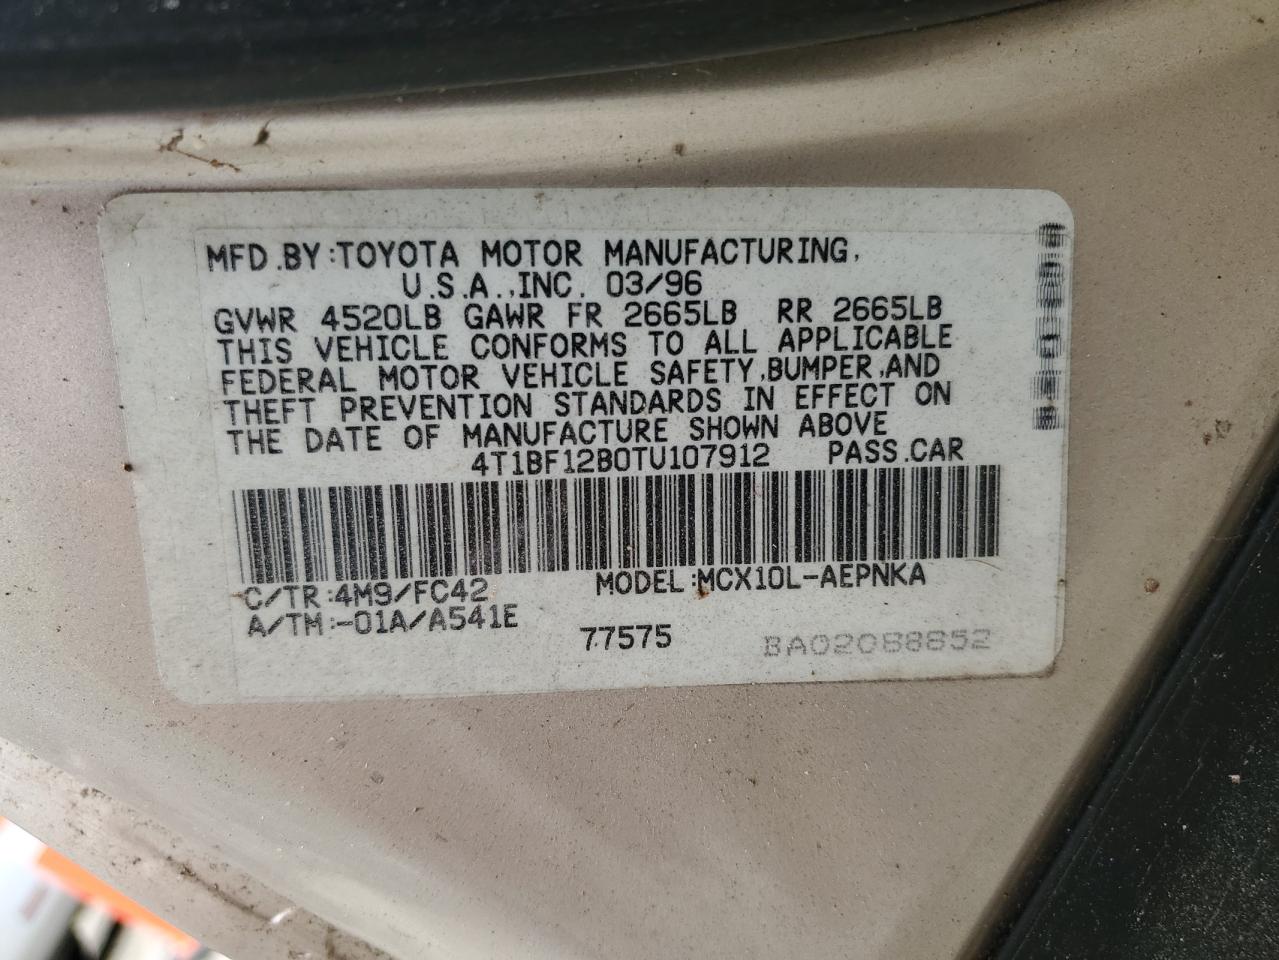 MFD.BY:TOYOTA MOTOR MANUFACTURING,
U.S.A.,INC. 03/96
GVWR 4520LB GAWR FR 2665LB RR 2665LB
THIS VEHICLE CONFORMS TO ALL APPLICABLE
FEDERAL MOTOR VEHICLE SAFETY,BUMPER,AND
THEFT PREVENTION STANDARDS IN EFFECT ON
THE DATE OF MANUFACTURE SHOWN ABOVE
4T1BF12B0TU107912 PASS.CAR
C/TR:4M9/FC42 MODEL:MCX10L-AEPNKA
A/TM:-01A/A541E
77575 BA02088852